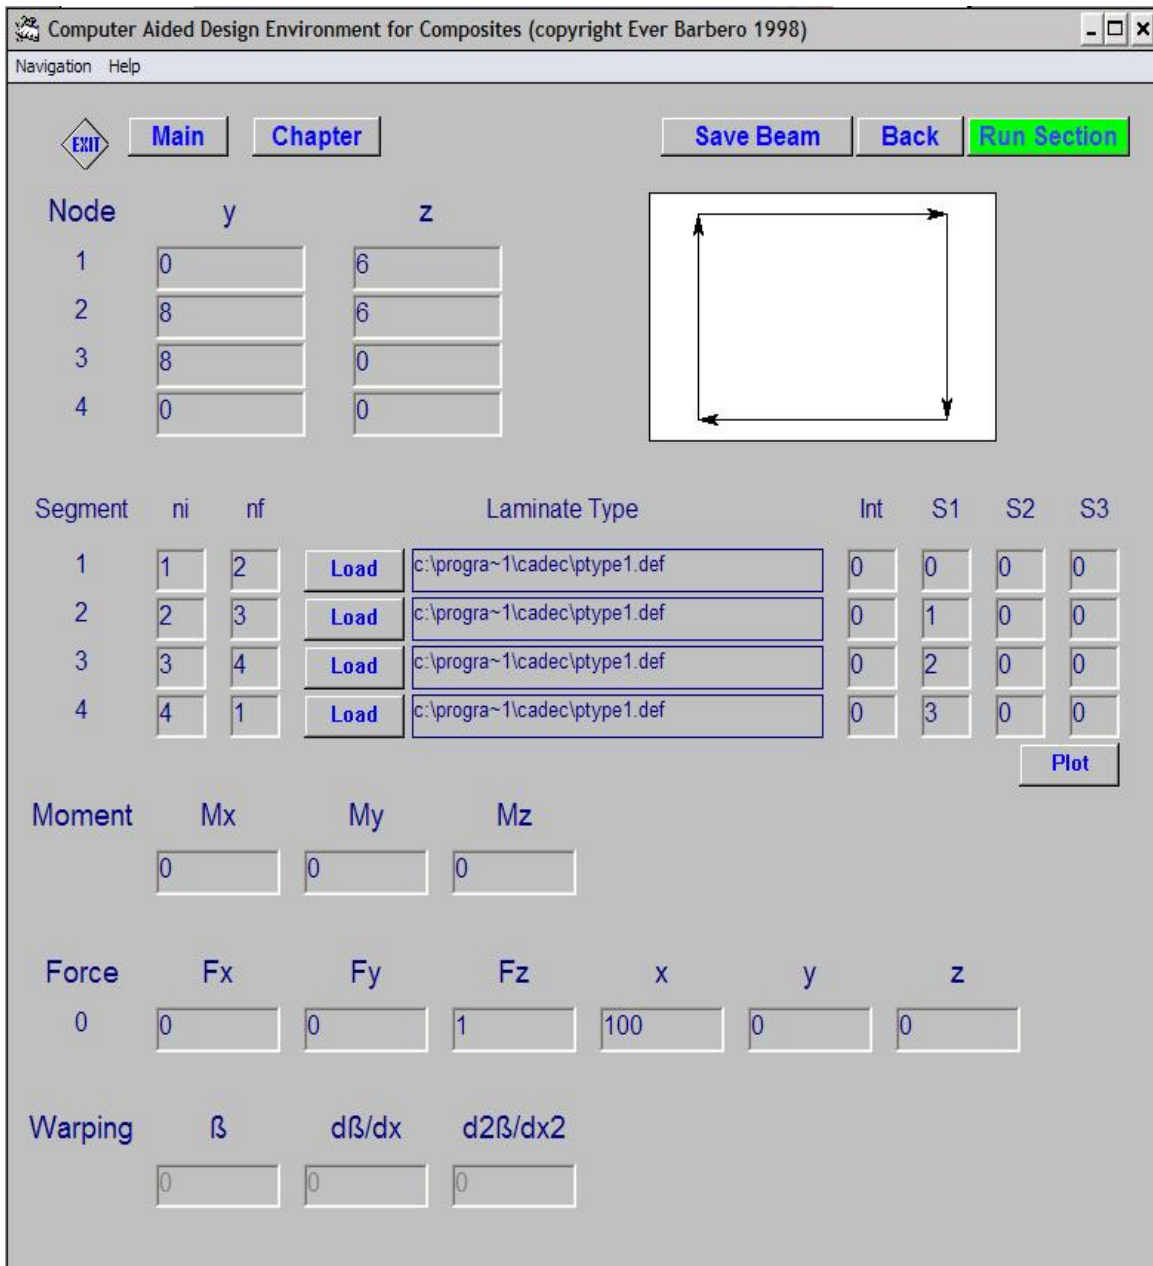 Computer Aided Design Environment for Composites (copyright Ever Barbero 1998)
Navigation Help
EXIT Main Chapter Save Beam Back Run Section
Node y z
1 0 6
2 8 6
3 8 0
4 0 0
Segment ni nf Laminate Type Int S1 S2 S3
1 1 2 Load c:\progra~1\cadec\ptype1.def 0 0 0 0
2 2 3 Load c:\progra~1\cadec\ptype1.def 0 1 0 0
3 3 4 Load c:\progra~1\cadec\ptype1.def 0 2 0 0
4 4 1 Load c:\progra~1\cadec\ptype1.def 0 3 0 0
Plot
Moment Mx My Mz
0 0 0
Force Fx Fy Fz x y z
0 0 0 1 100 0 0
Warping ß dß/dx d2ß/dx2
0 0 0